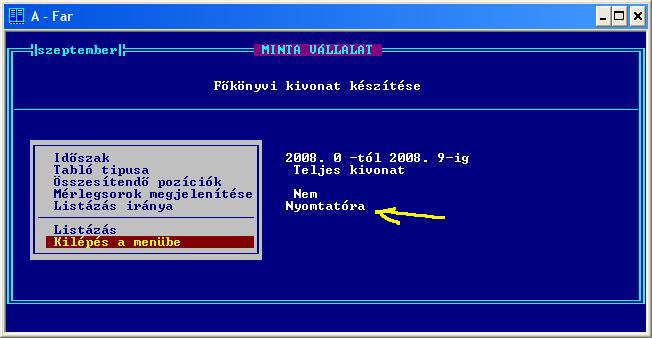 A - Far
szeptember
MINTA VÁLLALAT
Főkönyvi kivonat készítése
Időszak 2008. 0 -tól 2008. 9-ig
Tabló tipusa Teljes kivonat
Összesítendő pozíciók
Mérlegsorok megjelenítése Nem
Listázás iránya Nyomtatóra
Listázás
Kilépés a menübe